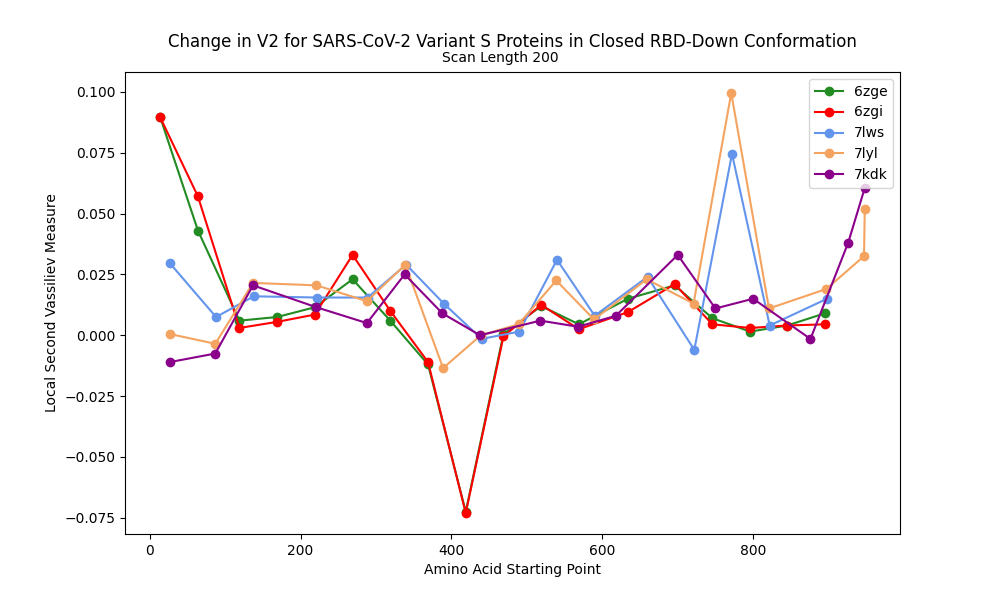 Change in V2 for SARS-CoV-2 Variant S Proteins in Closed RBD-Down Conformation
Scan Length 200
6zge
6zgi
7lws
7lyl
7kdk
Local Second Vassiliev Measure
0.100
0.075
0.050
0.025
0.000
−0.025
−0.050
−0.075
0
200
400
600
800
Amino Acid Starting Point